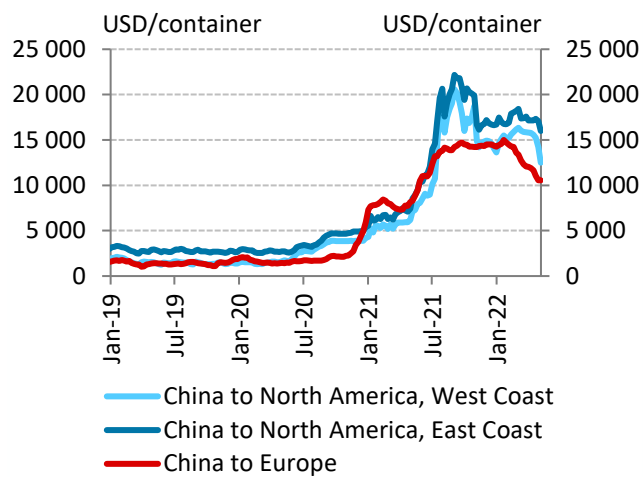 USD/container USD/container
25 000 25 000
20 000 20 000
15 000 15 000
10 000 10 000
5 000 5 000
0 0
Jan-19 Jul-19 Jan-20 Jul-20 Jan-21 Jul-21 Jan-22
China to North America, West Coast
China to North America, East Coast
China to Europe